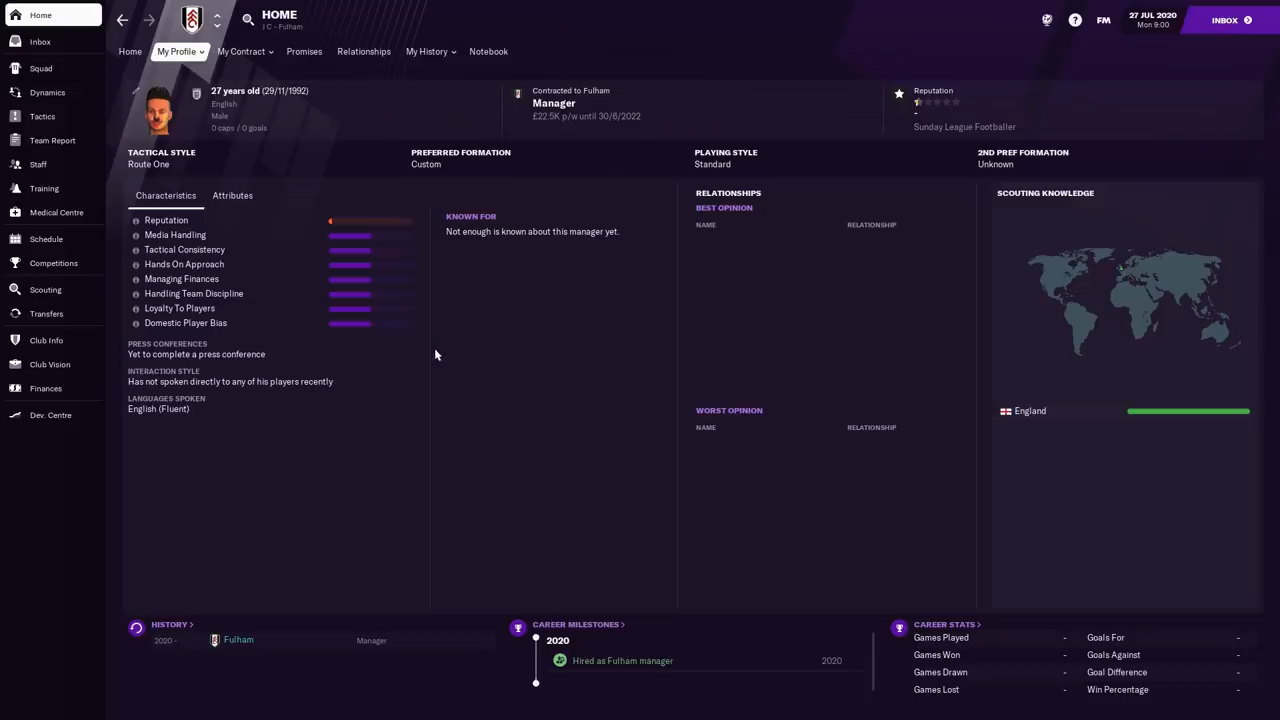 Home
HOME
J C - Fulham
FM
27 JUL 2020
Mon 9:00
INBOX
Inbox
Squad
Dynamics
Tactics
Team Report
Staff
Training
Medical Centre
Schedule
Competitions
Scouting
Transfers
Club Info
Club Vision
Finances
Dev. Centre
Home
My Profile
My Contract
Promises
Relationships
My History
Notebook
27 years old (29/11/1992)
English
Male
0 caps / 0 goals
Contracted to Fulham
Manager
£22.5K p/w until 30/6/2022
Reputation
-
Sunday League Footballer
TACTICAL STYLE
Route One
PREFERRED FORMATION
Custom
PLAYING STYLE
Standard
2ND PREF FORMATION
Unknown
Characteristics
Attributes
Reputation
Media Handling
Tactical Consistency
Hands On Approach
Managing Finances
Handling Team Discipline
Loyalty To Players
Domestic Player Bias
PRESS CONFERENCES
Yet to complete a press conference
INTERACTION STYLE
Has not spoken directly to any of his players recently
LANGUAGES SPOKEN
English (Fluent)
KNOWN FOR
Not enough is known about this manager yet.
RELATIONSHIPS
BEST OPINION
NAME RELATIONSHIP
WORST OPINION
NAME RELATIONSHIP
SCOUTING KNOWLEDGE
England
HISTORY >
2020 - Fulham Manager
CAREER MILESTONES >
2020
Hired as Fulham manager 2020
CAREER STATS >
Games Played - Goals For -
Games Won - Goals Against -
Games Drawn - Goal Difference -
Games Lost - Win Percentage -